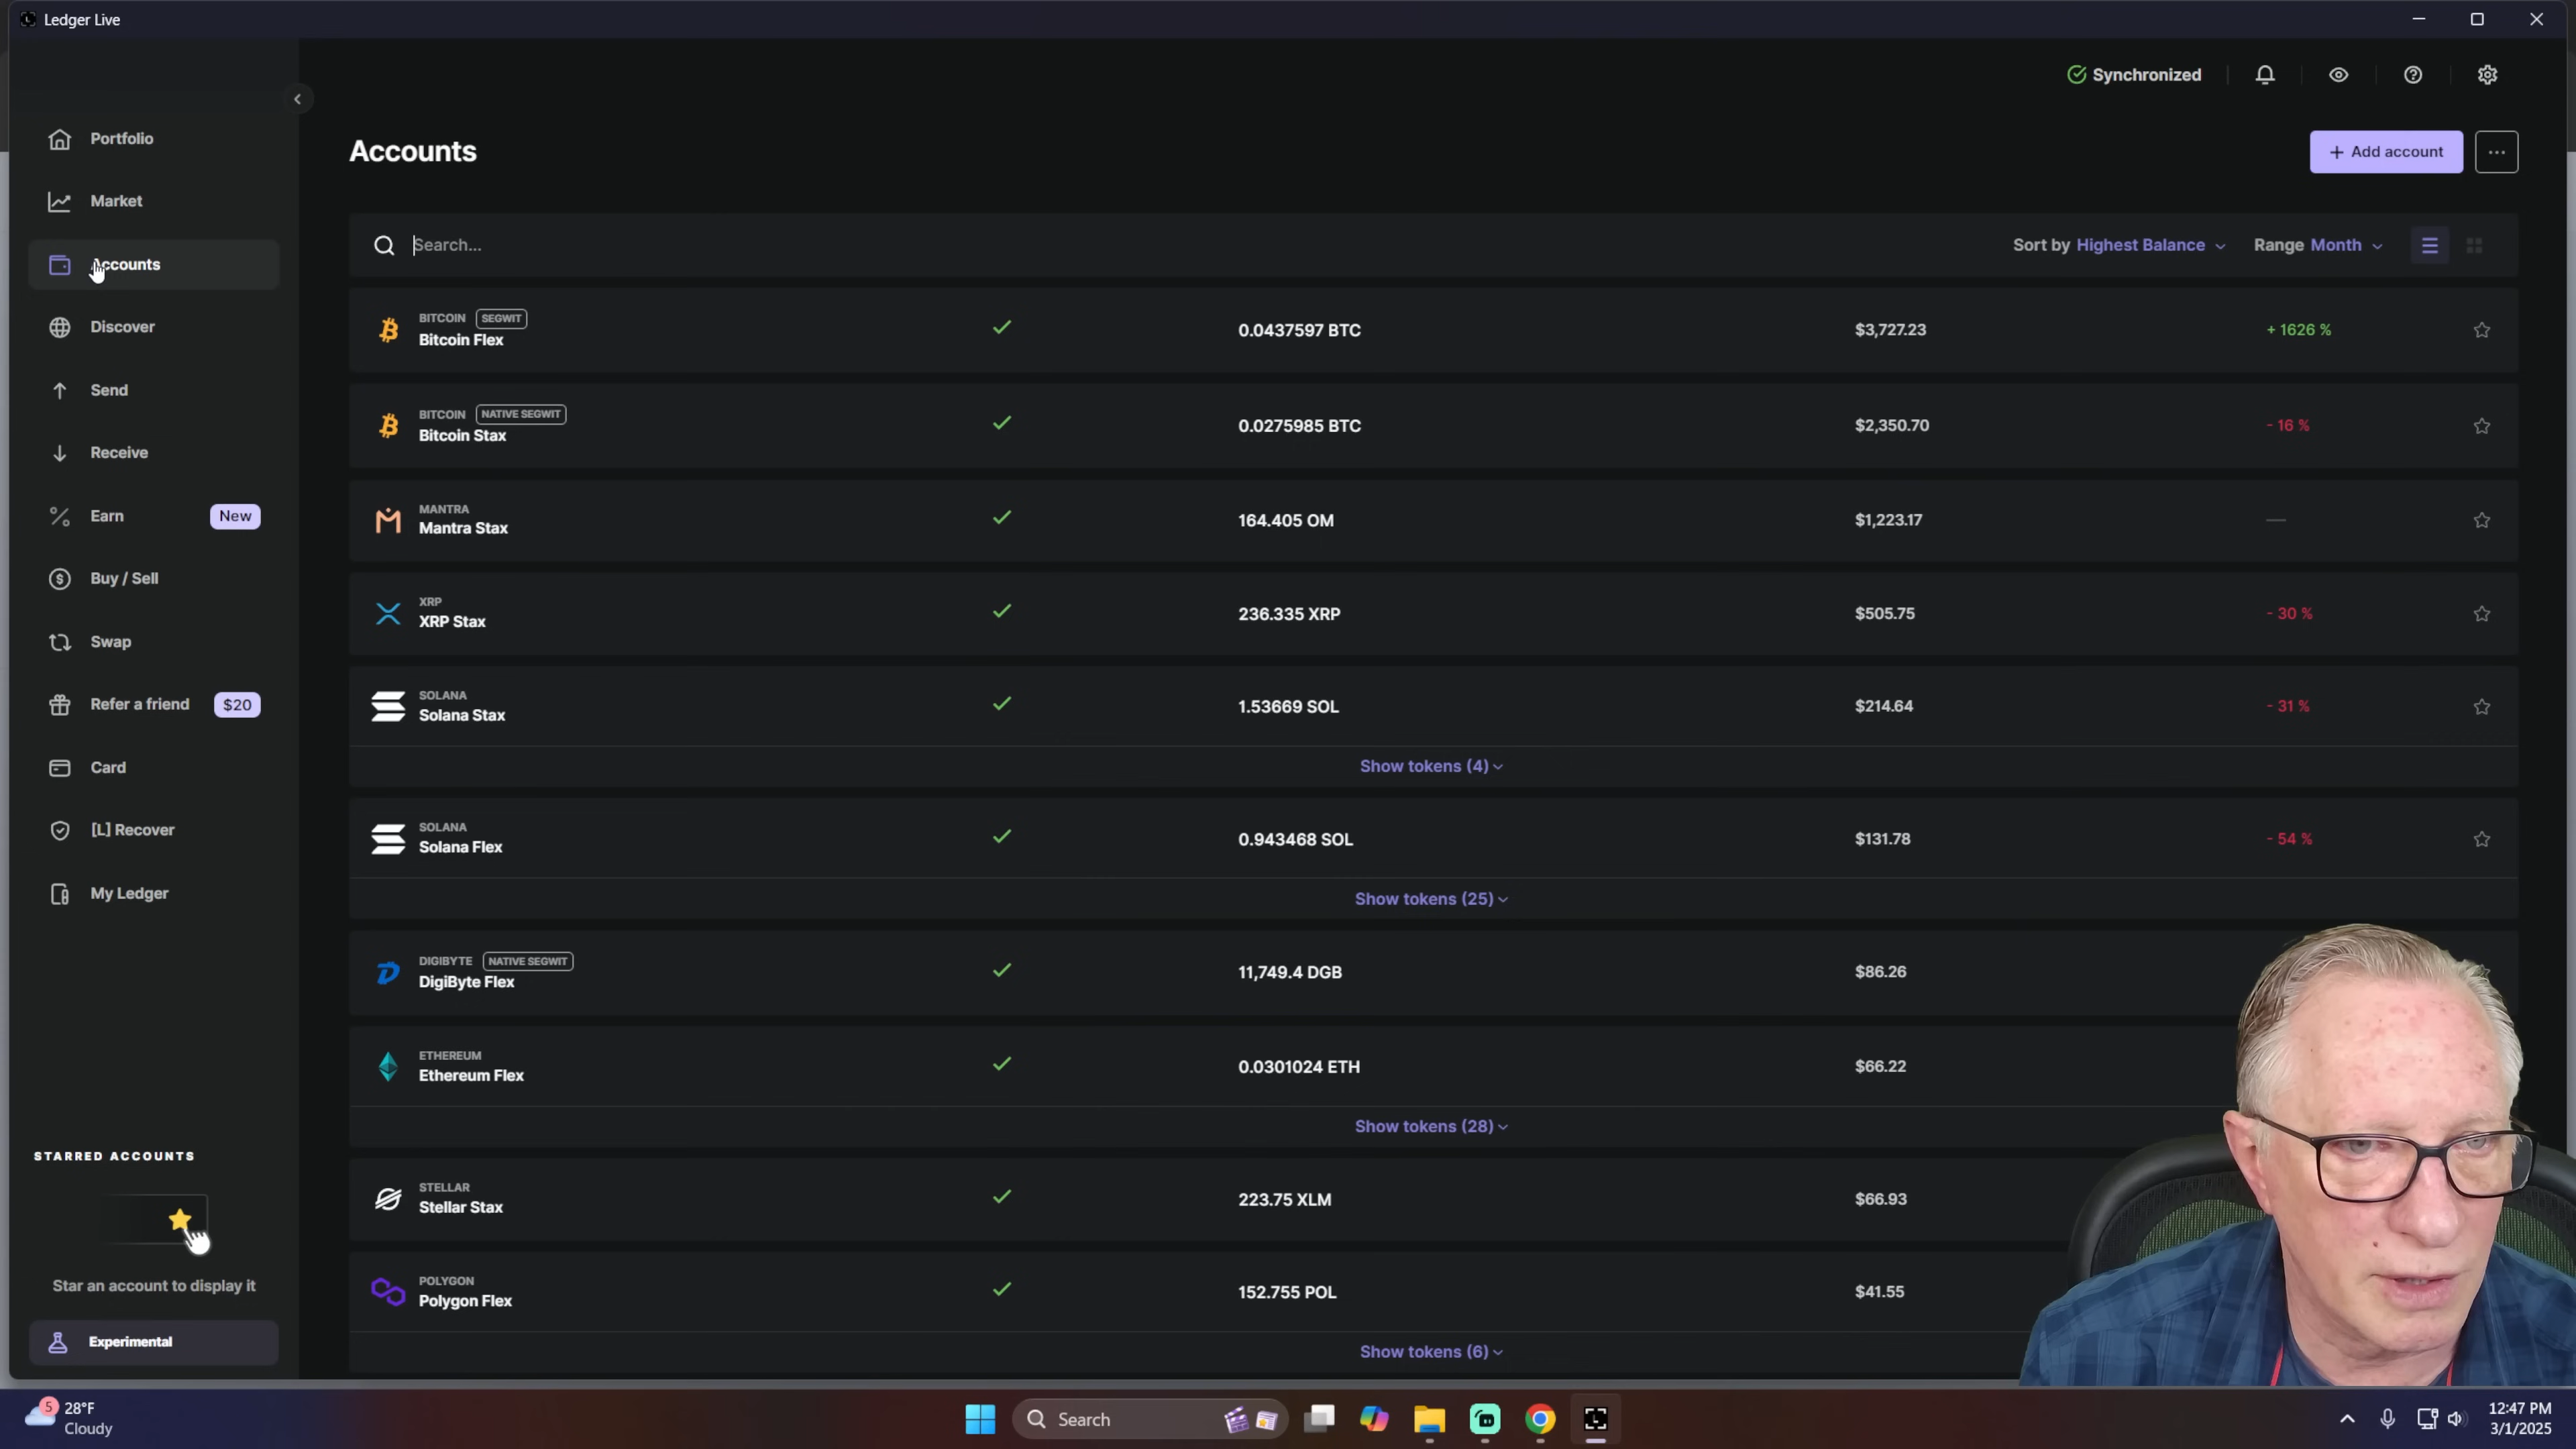 Ledger Live
Synchronized
Portfolio
Market
Accounts
Discover
Send
Receive
Earn New
Buy / Sell
Swap
Refer a friend $20
Card
[L] Recover
My Ledger
STARRED ACCOUNTS
Star an account to display it
Experimental
Accounts
+ Add account
Search...
Sort by Highest Balance
Range Month
BITCOIN SEGWIT
Bitcoin Flex
0.0437597 BTC
$3,727.23
+ 1626 %
BITCOIN NATIVE SEGWIT
Bitcoin Stax
0.0275985 BTC
$2,350.70
- 16 %
MANTRA
Mantra Stax
164.405 OM
$1,223.17
—
XRP
XRP Stax
236.335 XRP
$505.75
- 30 %
SOLANA
Solana Stax
1.53669 SOL
$214.64
- 31 %
Show tokens (4)
SOLANA
Solana Flex
0.943468 SOL
$131.78
- 54 %
Show tokens (25)
DIGIBYTE NATIVE SEGWIT
DigiByte Flex
11,749.4 DGB
$86.26
ETHEREUM
Ethereum Flex
0.0301024 ETH
$66.22
Show tokens (28)
STELLAR
Stellar Stax
223.75 XLM
$66.93
POLYGON
Polygon Flex
152.755 POL
$41.55
Show tokens (6)
5
28°F
Cloudy
Search
12:47 PM
3/1/2025